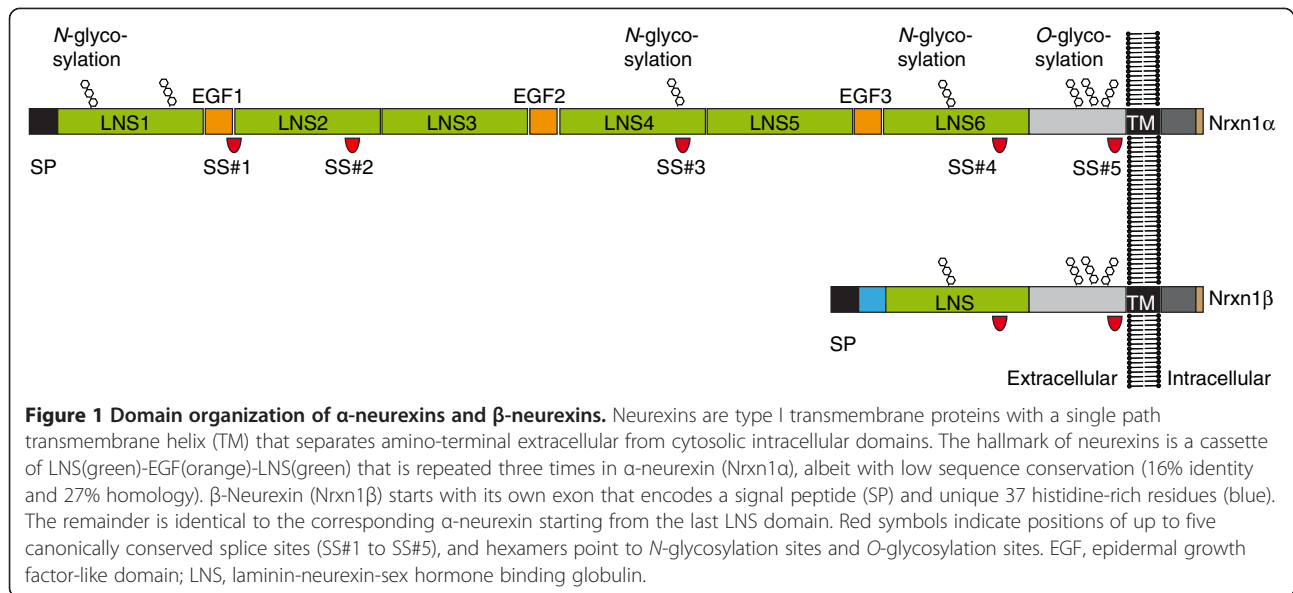 N-glyco-
sylation
N-glyco-
sylation
N-glyco-
sylation
O-glyco-
sylation
EGF1
EGF2
EGF3
LNS1
LNS2
LNS3
LNS4
LNS5
LNS6
TM
Nrxn1α
SP
SS#1
SS#2
SS#3
SS#4
SS#5
LNS
TM
Nrxn1β
SP
Extracellular
Intracellular
Figure 1 Domain organization of α-neurexins and β-neurexins. Neurexins are type I transmembrane proteins with a single path
transmembrane helix (TM) that separates amino-terminal extracellular from cytosolic intracellular domains. The hallmark of neurexins is a cassette
of LNS(green)-EGF(orange)-LNS(green) that is repeated three times in α-neurexin (Nrxn1α), albeit with low sequence conservation (16% identity
and 27% homology). β-Neurexin (Nrxn1β) starts with its own exon that encodes a signal peptide (SP) and unique 37 histidine-rich residues (blue).
The remainder is identical to the corresponding α-neurexin starting from the last LNS domain. Red symbols indicate positions of up to five
canonically conserved splice sites (SS#1 to SS#5), and hexamers point to N-glycosylation sites and O-glycosylation sites. EGF, epidermal growth
factor-like domain; LNS, laminin-neurexin-sex hormone binding globulin.